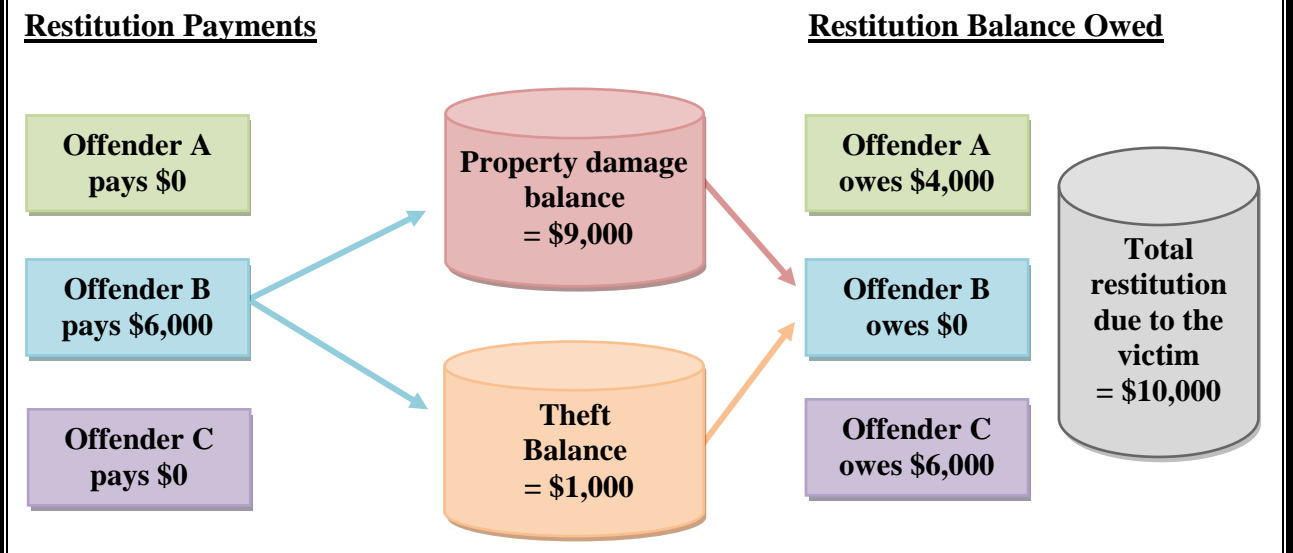 Restitution Payments
Restitution Balance Owed
Offender A
pays $0
Offender B
pays $6,000
Offender C
pays $0
Property damage
balance
= $9,000
Theft
Balance
= $1,000
Offender A
owes $4,000
Offender B
owes $0
Offender C
owes $6,000
Total
restitution
due to the
victim
= $10,000